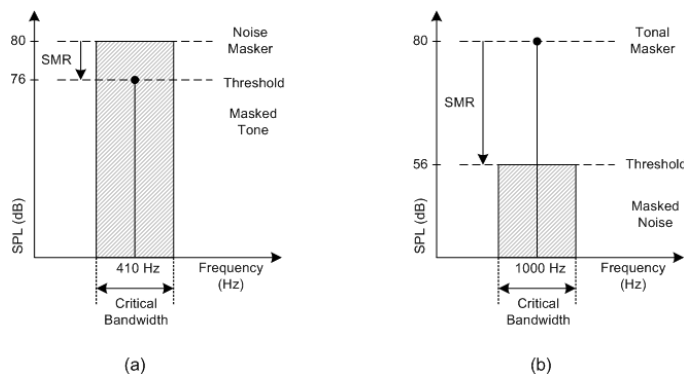 80
Noise
Masker
SMR
76
Threshold
Masked
Tone
SPL (dB)
410 Hz
Frequency
(Hz)
Critical
Bandwidth
(a)
80
Tonal
Masker
SMR
56
Threshold
Masked
Noise
SPL (dB)
1000 Hz
Frequency
(Hz)
Critical
Bandwidth
(b)